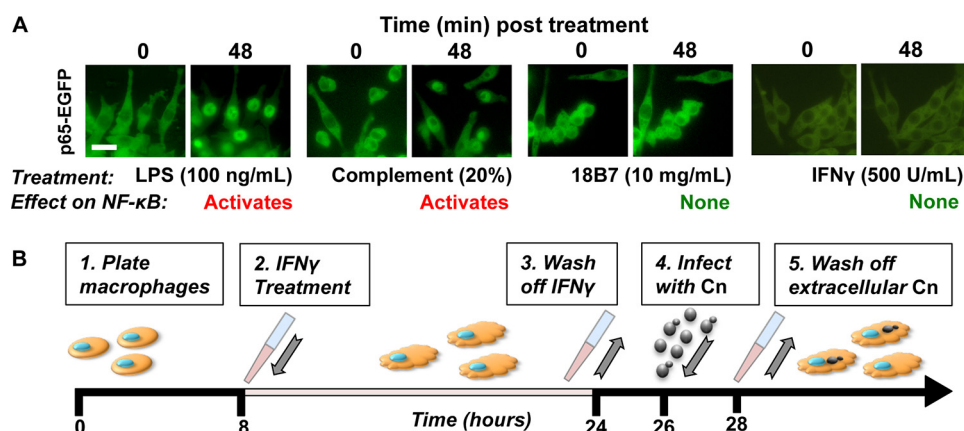 A
Time (min) post treatment
0 48 0 48 0 48 0 48
p65-EGFP
Treatment: LPS (100 ng/mL) Complement (20%) 18B7 (10 mg/mL) IFNγ (500 U/mL)
Effect on NF-κB: Activates Activates None None
B
1. Plate
macrophages
2. IFNγ
Treatment
3. Wash
off IFNγ
4. Infect
with Cn
5. Wash off
extracellular Cn
0 8 Time (hours) 24 26 28